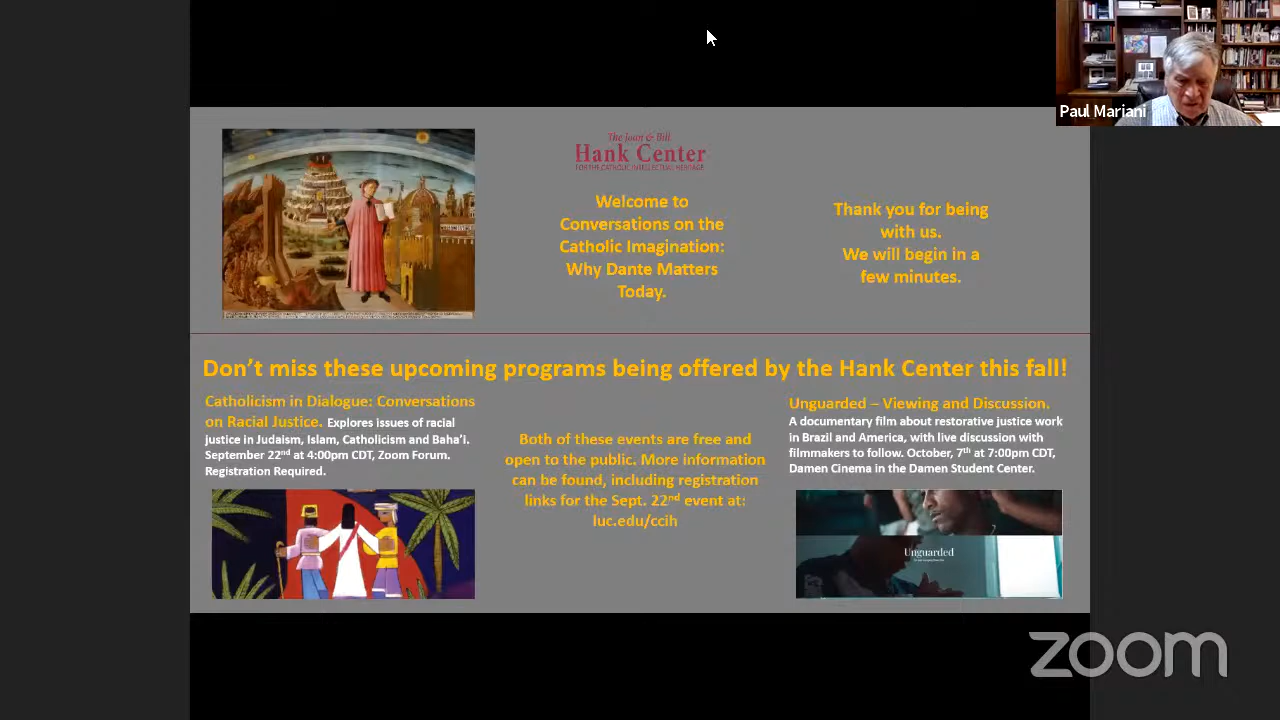 Paul Mariani
The Joan & Bill
Hank Center
FOR THE CATHOLIC INTELLECTUAL HERITAGE
Welcome to
Conversations on the
Catholic Imagination:
Why Dante Matters
Today.
Thank you for being
with us.
We will begin in a
few minutes.
Don't miss these upcoming programs being offered by the Hank Center this fall!
Catholicism in Dialogue: Conversations
on Racial Justice. Explores issues of racial
justice in Judaism, Islam, Catholicism and Baha'i.
September 22nd at 4:00pm CDT, Zoom Forum.
Registration Required.
Both of these events are free and
open to the public. More information
can be found, including registration
links for the Sept. 22nd event at:
luc.edu/ccih
Unguarded – Viewing and Discussion.
A documentary film about restorative justice work
in Brazil and America, with live discussion with
filmmakers to follow. October, 7th at 7:00pm CDT,
Damen Cinema in the Damen Student Center.
Unguarded
zoom